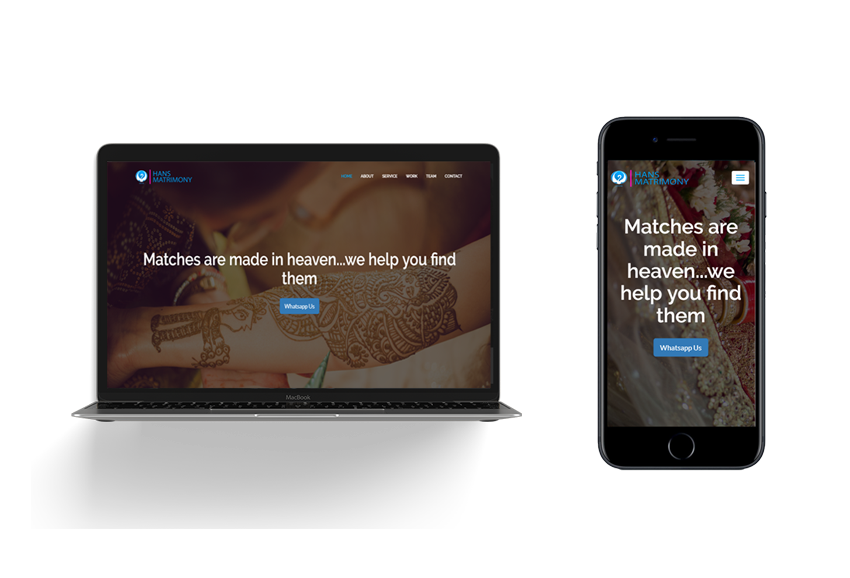 HANS
MATRIMONY
HOME ABOUT SERVICE WORK TEAM CONTACT
Matches are made in heaven...we help you find
them
Whatsapp Us
MacBook
HANS
MATRIMONY
Matches are
made in
heaven...we
help you find
them
Whatsapp Us